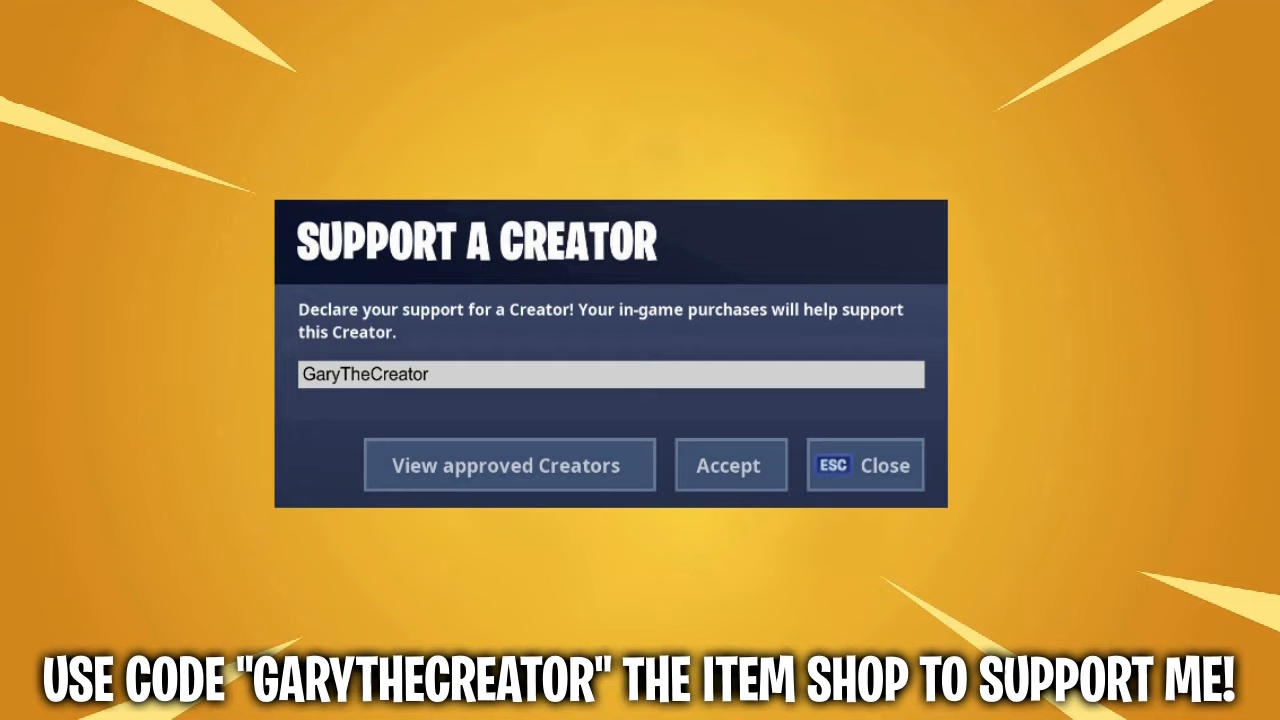 SUPPORT A CREATOR
Declare your support for a Creator! Your in-game purchases will help support
this Creator.
GaryTheCreator
View approved Creators
Accept
ESC Close
USE CODE "GARYTHECREATOR" THE ITEM SHOP TO SUPPORT ME!